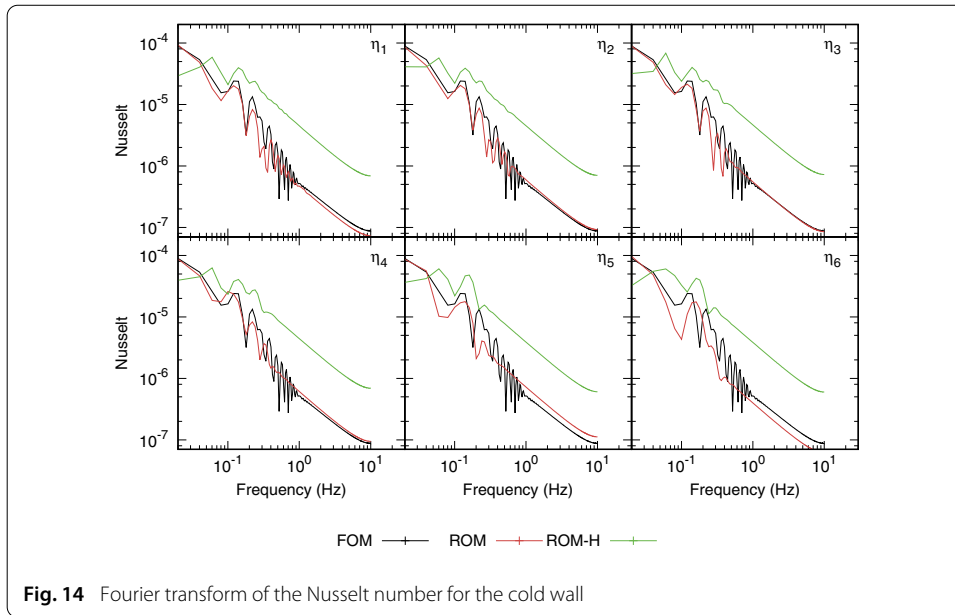 10⁻⁴
10⁻⁵
10⁻⁶
10⁻⁷
Nusselt
η₁
η₂
η₃
10⁻⁴
10⁻⁵
10⁻⁶
10⁻⁷
Nusselt
η₄
η₅
η₆
10⁻¹ 10⁰ 10¹
10⁻¹ 10⁰ 10¹
10⁻¹ 10⁰ 10¹
Frequency (Hz) Frequency (Hz) Frequency (Hz)
FOM ROM ROM-H
Fig. 14 Fourier transform of the Nusselt number for the cold wall